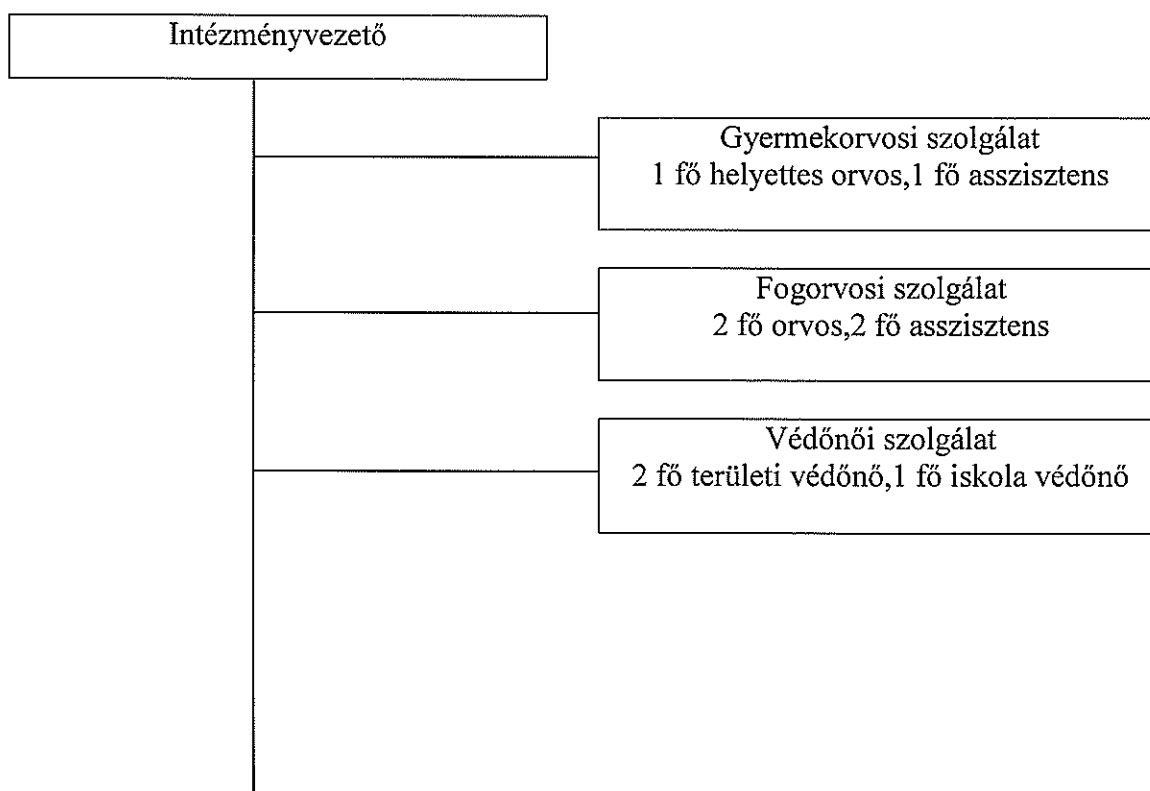 Intézményvezető
Gyermekorvosi szolgálat
1 fő helyettes orvos,1 fő asszisztens
Fogorvosi szolgálat
2 fő orvos,2 fő asszisztens
Védőnői szolgálat
2 fő területi védőnő,1 fő iskola védőnő